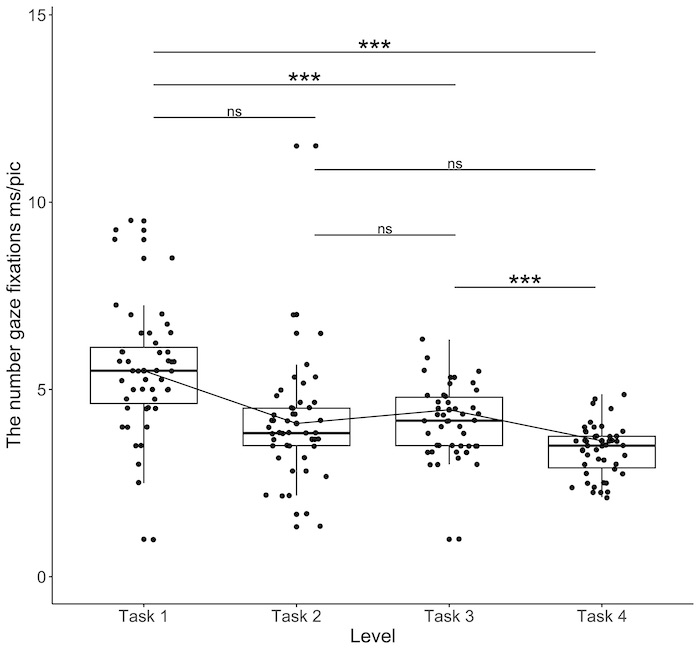 15
***
***
ns
ns
10
ns
***
5
0
The number gaze fixations ms/pic
Task 1 Task 2 Task 3 Task 4
Level